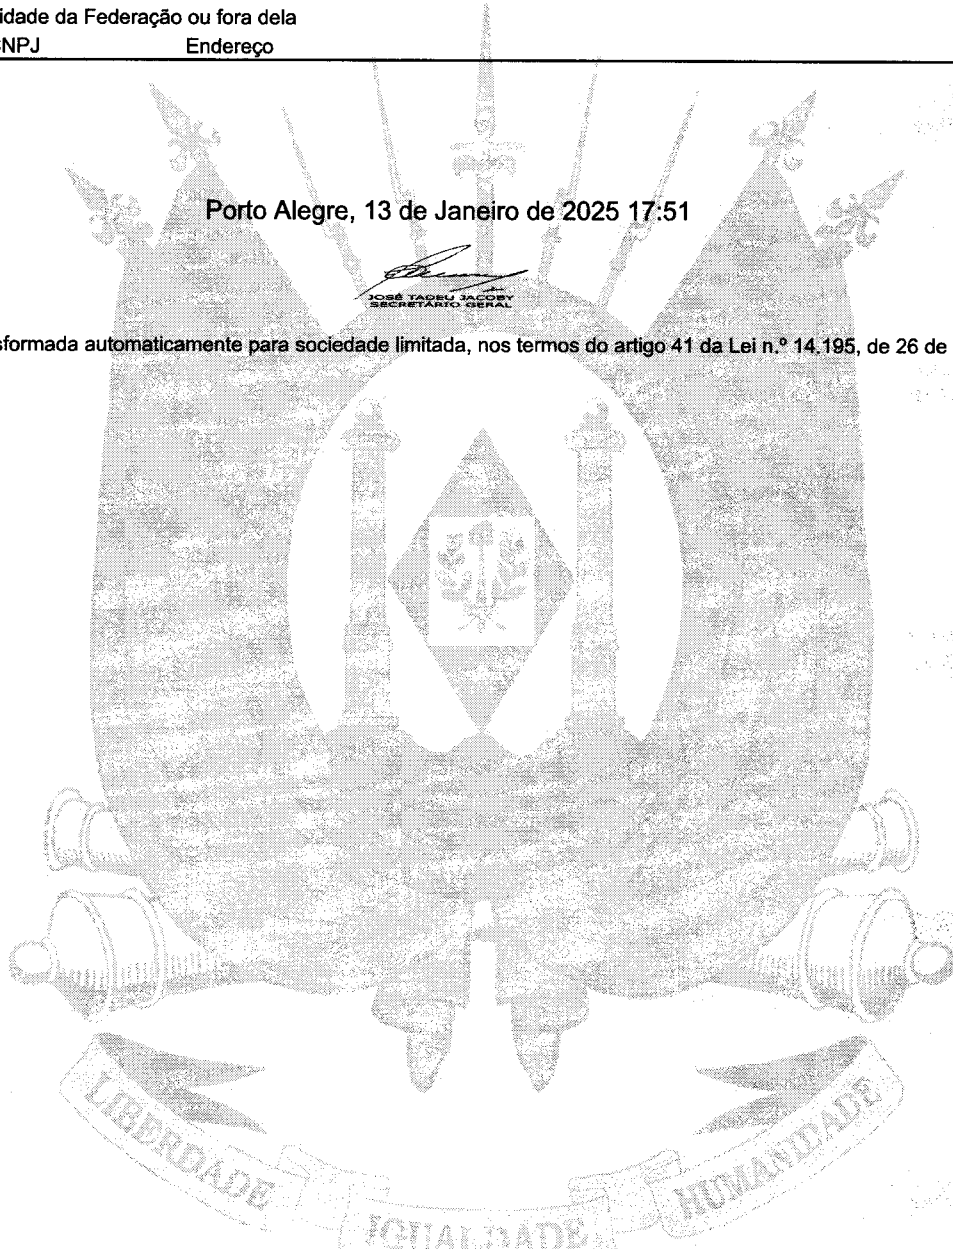 idade da Federação ou fora dela
CNPJ Endereço
Porto Alegre, 13 de Janeiro de 2025 17:51
JOSÉ TADEU JACOBY
SECRETÁRIO GERAL
sformada automaticamente para sociedade limitada, nos termos do artigo 41 da Lei n.º 14.195, de 26 de
LIBERDADE
IGUALDADE
HUMANIDADE